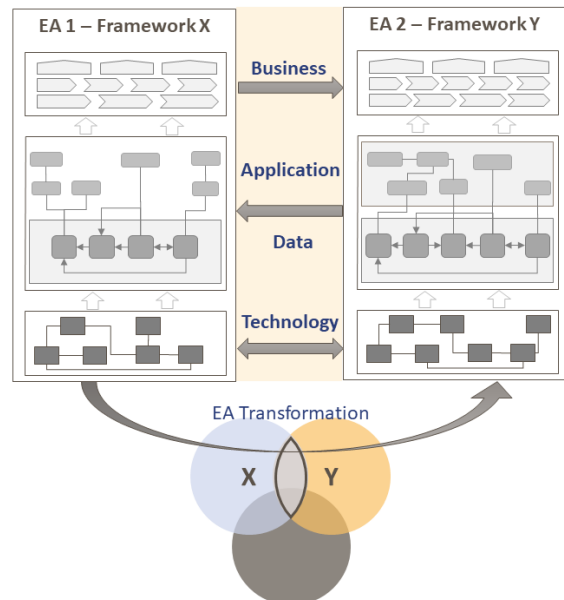 EA 1 – Framework X
EA 2 – Framework Y
Business
Application
Data
Technology
EA Transformation
X
Y